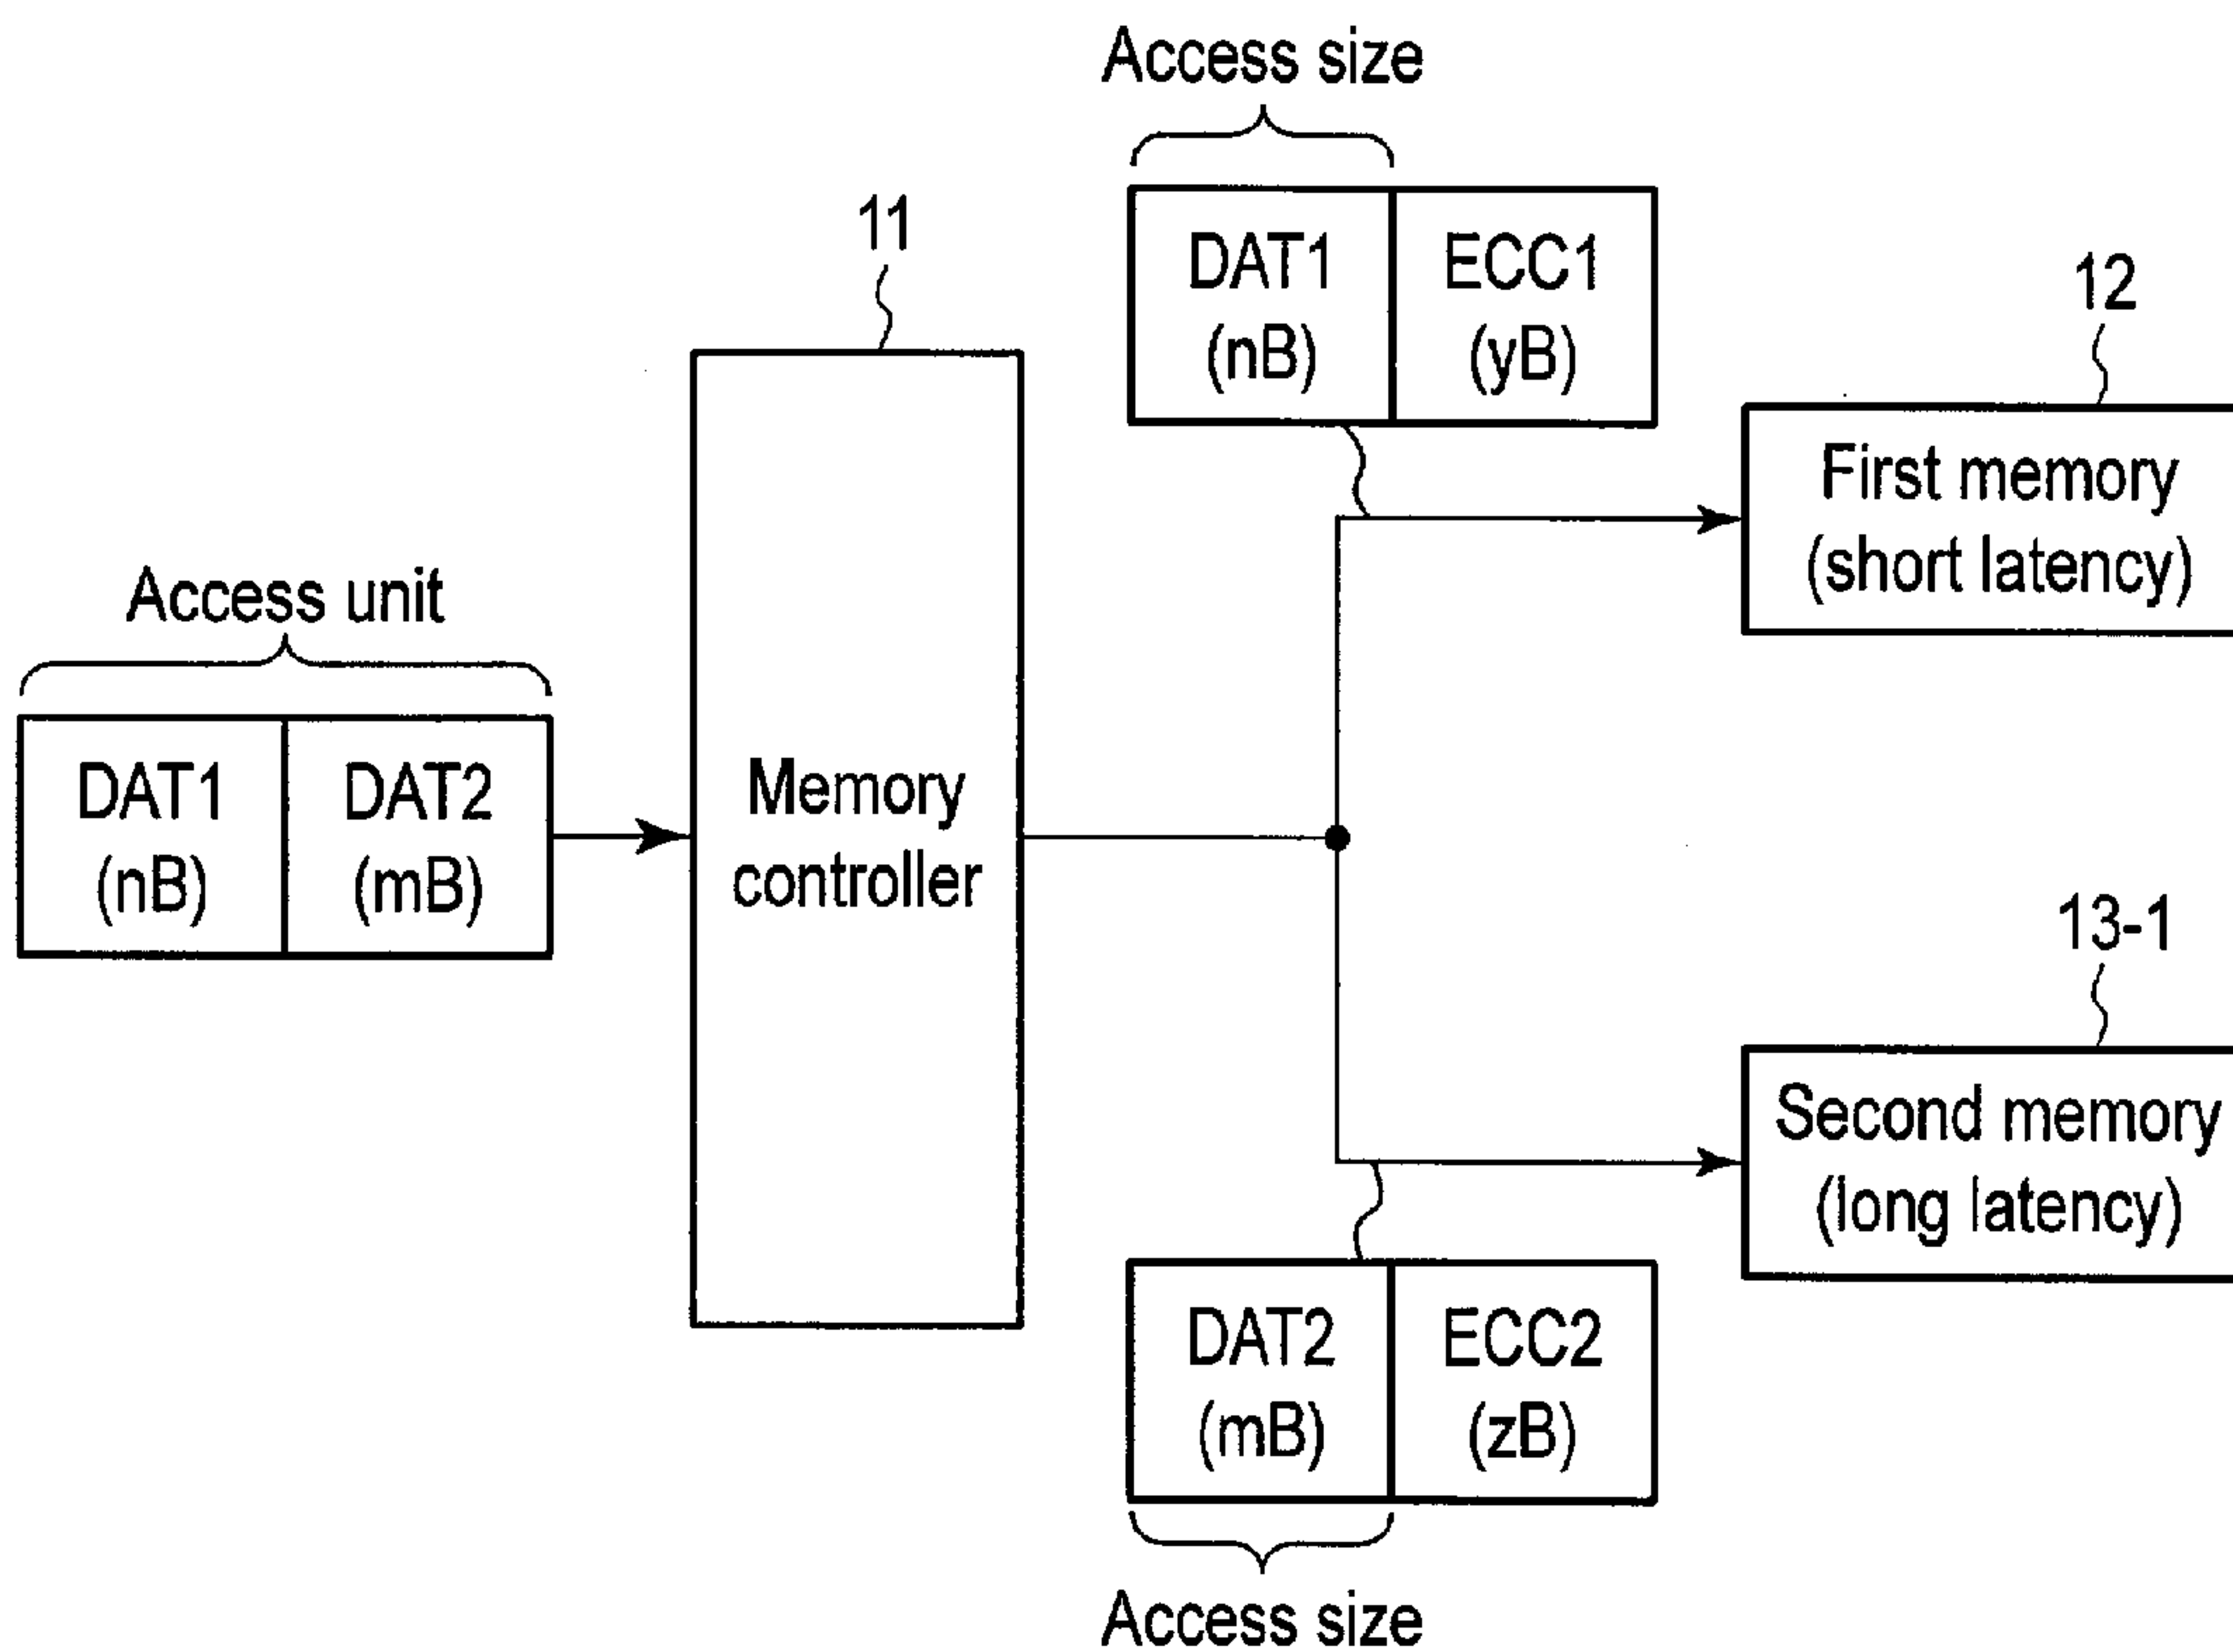 Access size
DAT1
(nB)
ECC1
(yB)
11
12
First memory
(short latency)
Access unit
DAT1
(nB)
DAT2
(mB)
Memory
controller
13-1
Second memory
(long latency)
DAT2
(mB)
ECC2
(zB)
Access size